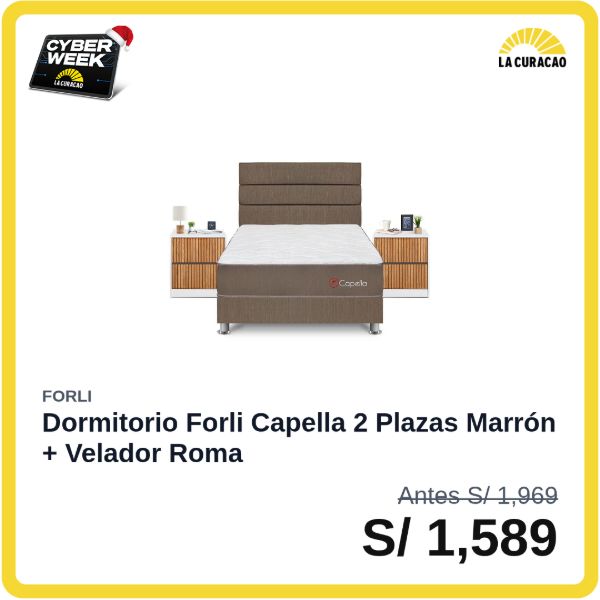 CYBER
WEEK
LA CURACAO
LA CURACAO
Capella
FORLI
Dormitorio Forli Capella 2 Plazas Marrón
+ Velador Roma
Antes S/ 1,969
S/ 1,589